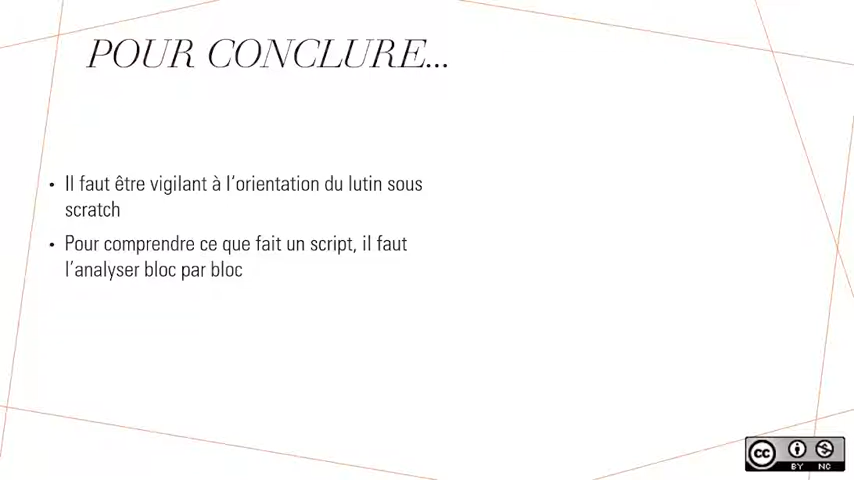 POUR CONCLURE...
• Il faut être vigilant à l'orientation du lutin sous
scratch
• Pour comprendre ce que fait un script, il faut
l'analyser bloc par bloc
cc
BY NC